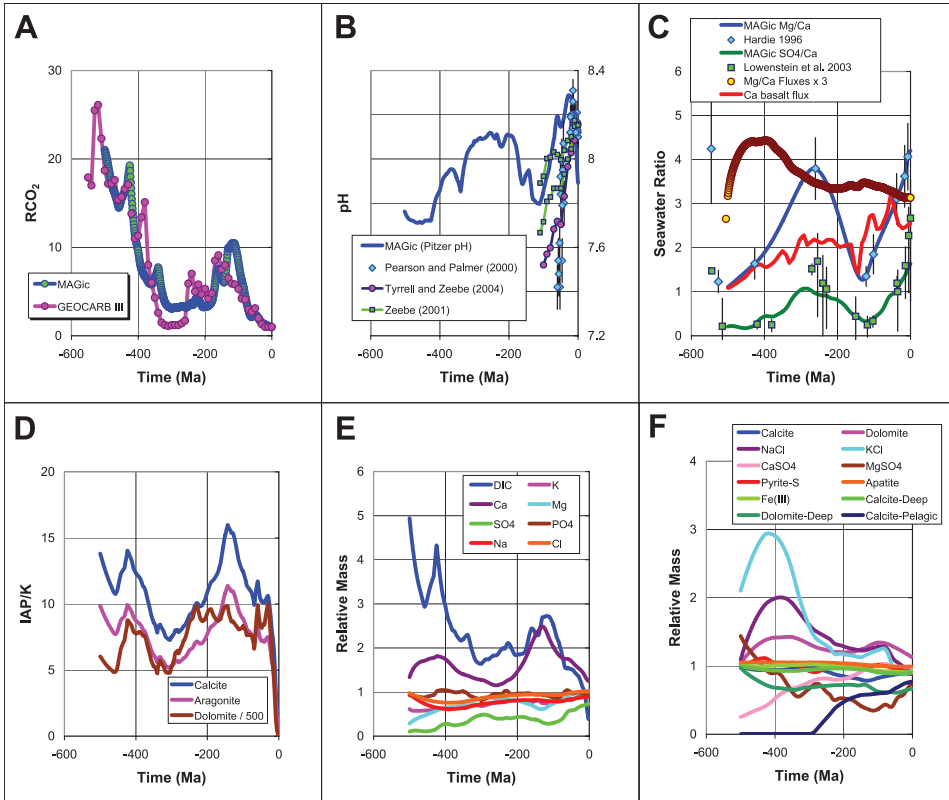 A
RCO2
30
20
10
0
MAGic
GEOCARB III
-600
-400
-200
0
Time (Ma)
B
pH
8.4
8
7.6
7.2
MAGic (Pitzer pH)
Pearson and Palmer (2000)
Tyrrell and Zeebe (2004)
Zeebe (2001)
-600
-400
-200
0
Time (Ma)
C
MAGic Mg/Ca
Hardie 1996
MAGic SO4/Ca
Lowenstein et al. 2003
Mg/Ca Fluxes x 3
Ca basalt flux
Seawater Ratio
6
5
4
3
2
1
0
-600
-400
-200
0
Time (Ma)
D
IAP/K
20
15
10
5
0
Calcite
Aragonite
Dolomite / 500
-600
-400
-200
0
Time (Ma)
E
Relative Mass
6
5
4
3
2
1
0
DIC K
Ca Mg
SO4 PO4
Na Cl
-600
-400
-200
0
Time (Ma)
F
Calcite Dolomite
NaCl KCl
CaSO4 MgSO4
Pyrite-S Apatite
Fe(III) Calcite-Deep
Dolomite-Deep Calcite-Pelagic
Relative Mass
4
3
2
1
0
-600
-400
-200
0
Time (Ma)